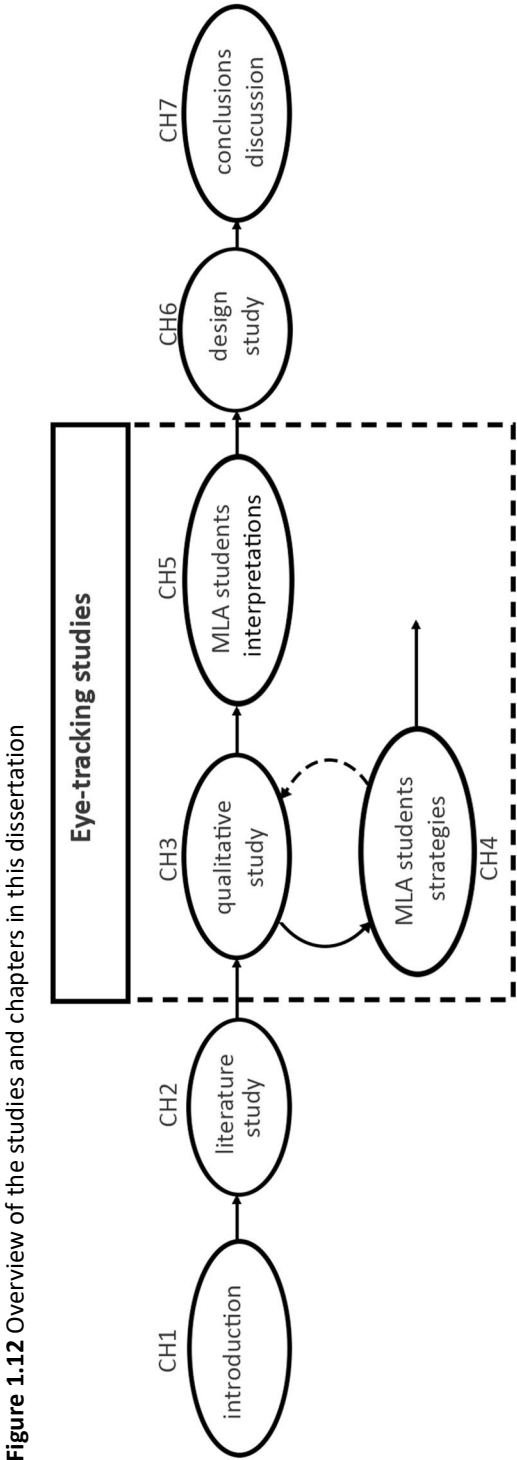 Figure 1.12 Overview of the studies and chapters in this dissertation
Eye-tracking studies
CH1
introduction
CH2
literature
study
CH3
qualitative
study
MLA students
strategies
CH4
CH5
MLA students
interpretations
CH6
design
study
CH7
conclusions
discussion